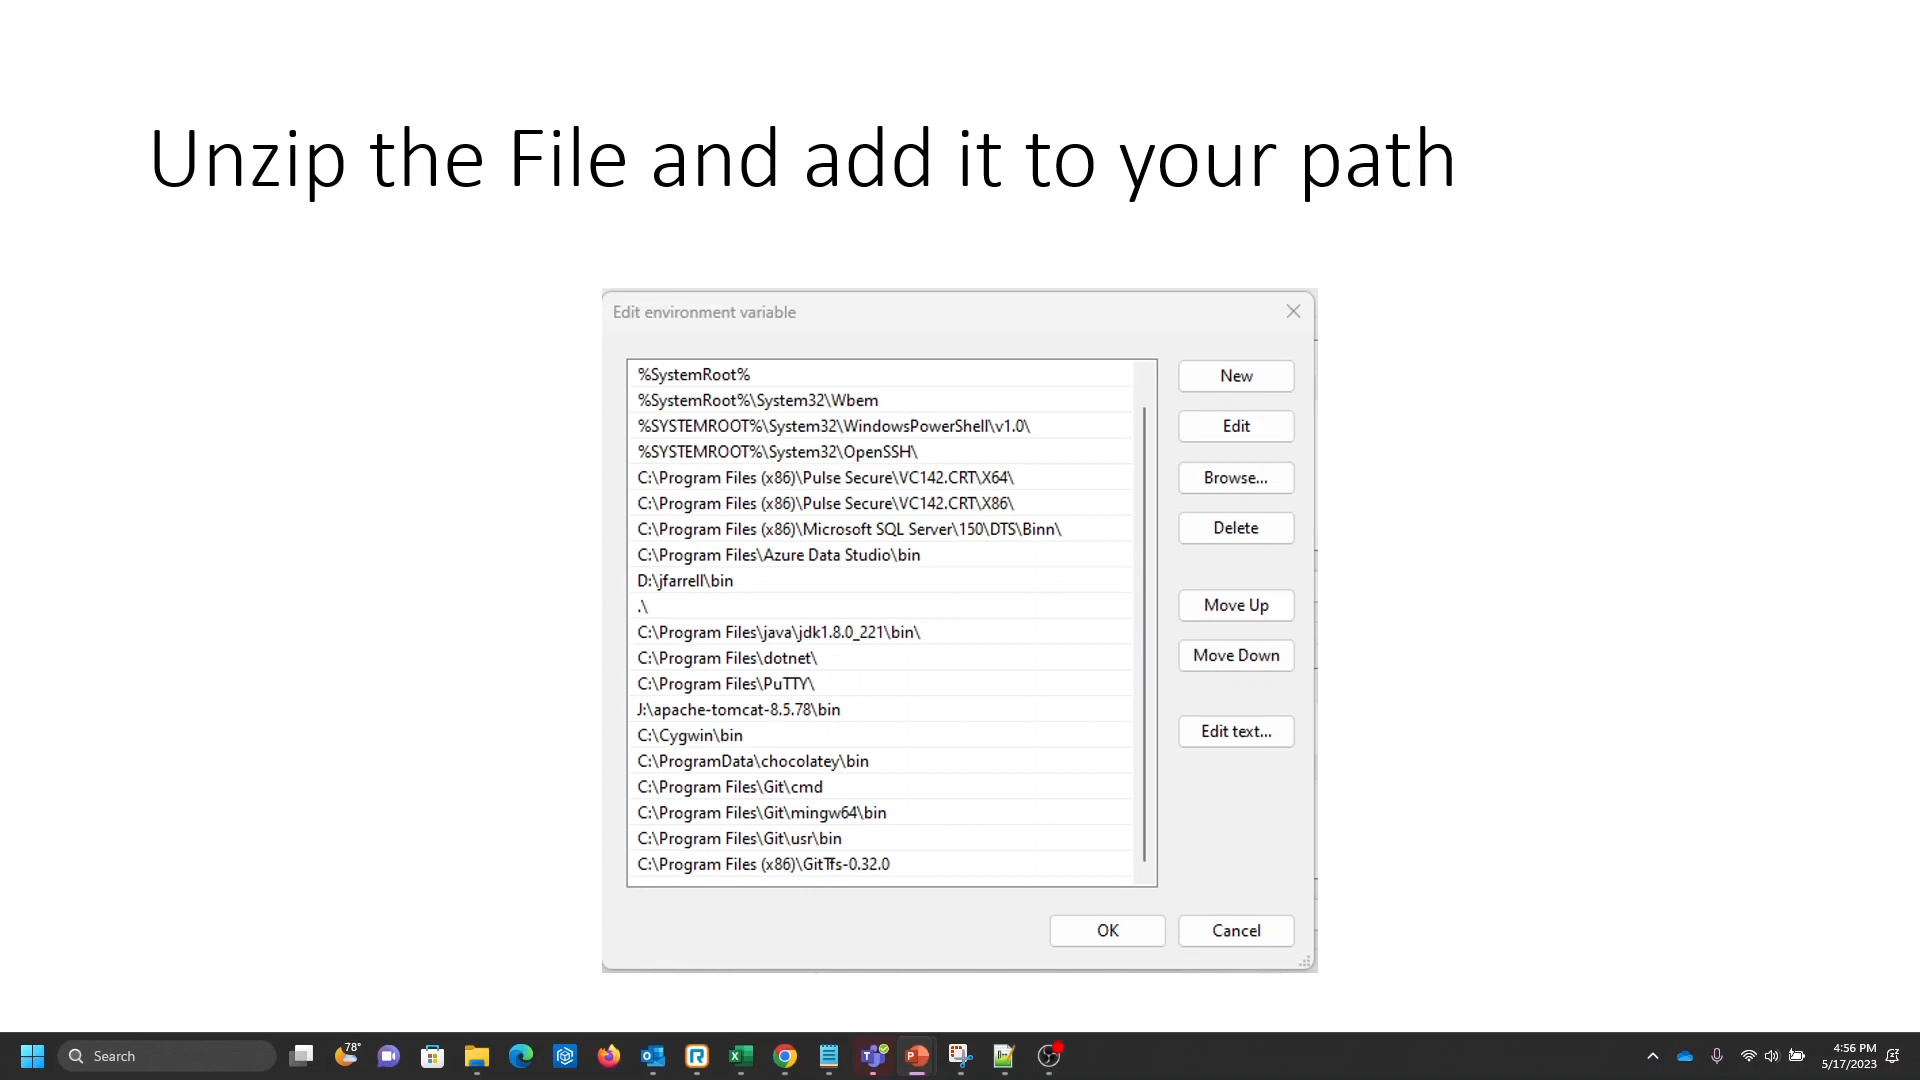 Unzip the File and add it to your path
Edit environment variable
%SystemRoot%
%SystemRoot%\System32\Wbem
%SYSTEMROOT%\System32\WindowsPowerShell\v1.0\
%SYSTEMROOT%\System32\OpenSSH\
C:\Program Files (x86)\Pulse Secure\VC142.CRT\X64\
C:\Program Files (x86)\Pulse Secure\VC142.CRT\X86\
C:\Program Files (x86)\Microsoft SQL Server\150\DTS\Binn\
C:\Program Files\Azure Data Studio\bin
D:\jfarrell\bin
.\
C:\Program Files\java\jdk1.8.0_221\bin\
C:\Program Files\dotnet\
C:\Program Files\PuTTY\
J:\apache-tomcat-8.5.78\bin
C:\Cygwin\bin
C:\ProgramData\chocolatey\bin
C:\Program Files\Git\cmd
C:\Program Files\Git\mingw64\bin
C:\Program Files\Git\usr\bin
C:\Program Files (x86)\GitTfs-0.32.0
New
Edit
Browse...
Delete
Move Up
Move Down
Edit text...
OK
Cancel
Search
78°
4:56 PM
5/17/2023